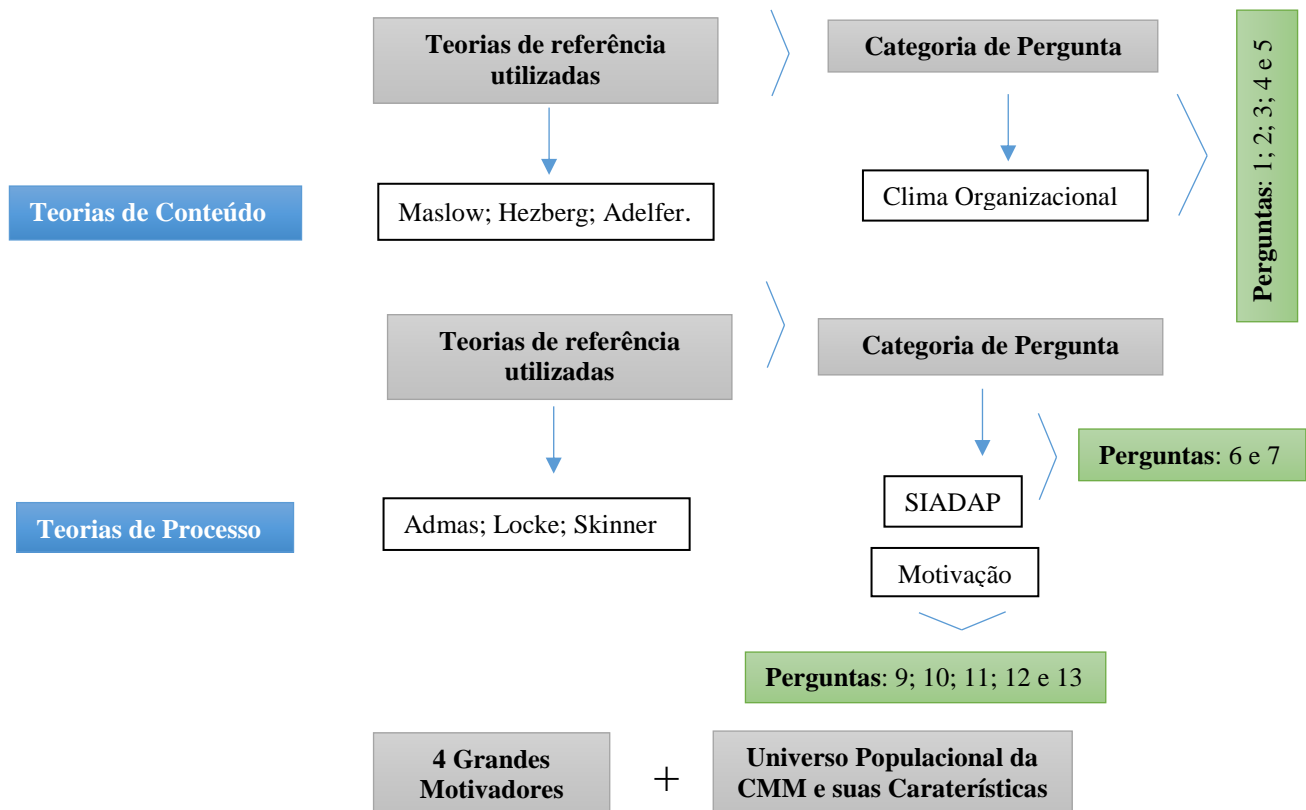 Teorias de referência
utilizadas
Categoria de Pergunta
Perguntas: 1; 2; 3; 4 e 5
Teorias de Conteúdo
Maslow; Hezberg; Adelfer.
Clima Organizacional
Teorias de referência
utilizadas
Categoria de Pergunta
Perguntas: 6 e 7
SIADAP
Teorias de Processo
Admas; Locke; Skinner
Motivação
Perguntas: 9; 10; 11; 12 e 13
4 Grandes
Motivadores
+
Universo Populacional da
CMM e suas Caraterísticas